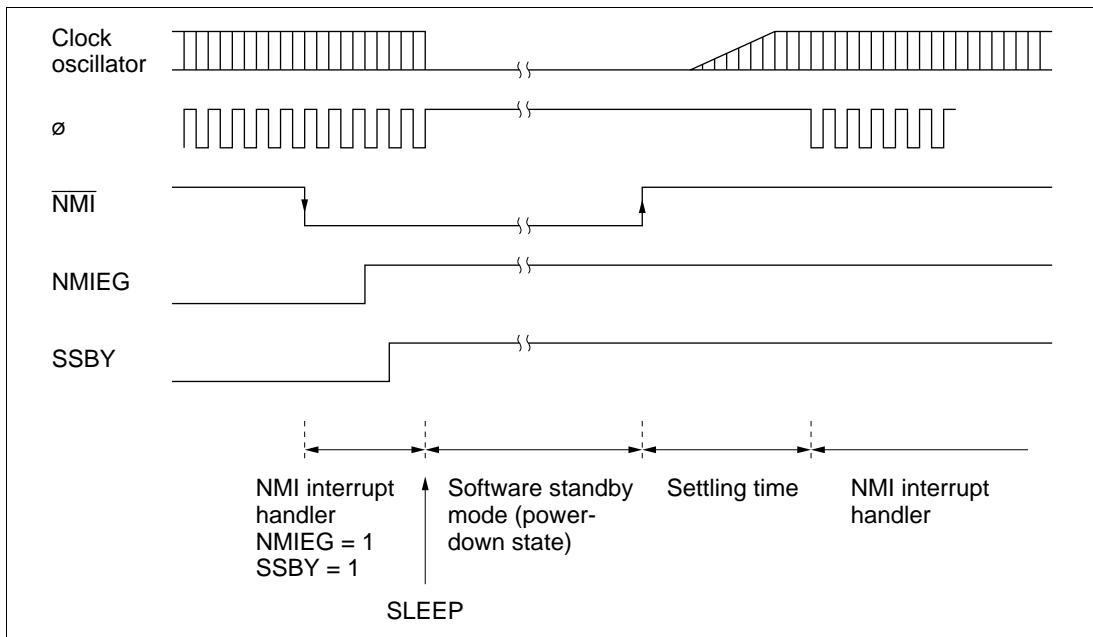 Clock
oscillator
ø
NMI
NMIEG
SSBY
NMI interrupt
handler
NMIEG = 1
SSBY = 1
Software standby
mode (power-
down state)
Settling time
NMI interrupt
handler
SLEEP